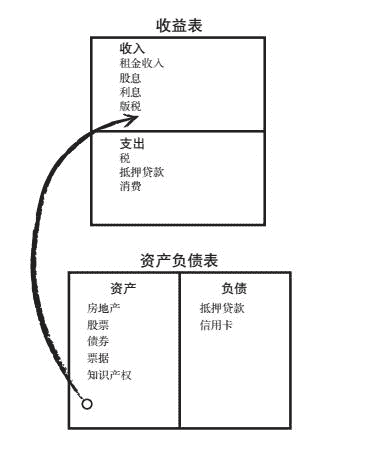 收益表
收入
租金收入
股息
利息
版税
支出
税
抵押贷款
消费
资产负债表
资产
房地产
股票
债券
票据
知识产权
负债
抵押贷款
信用卡